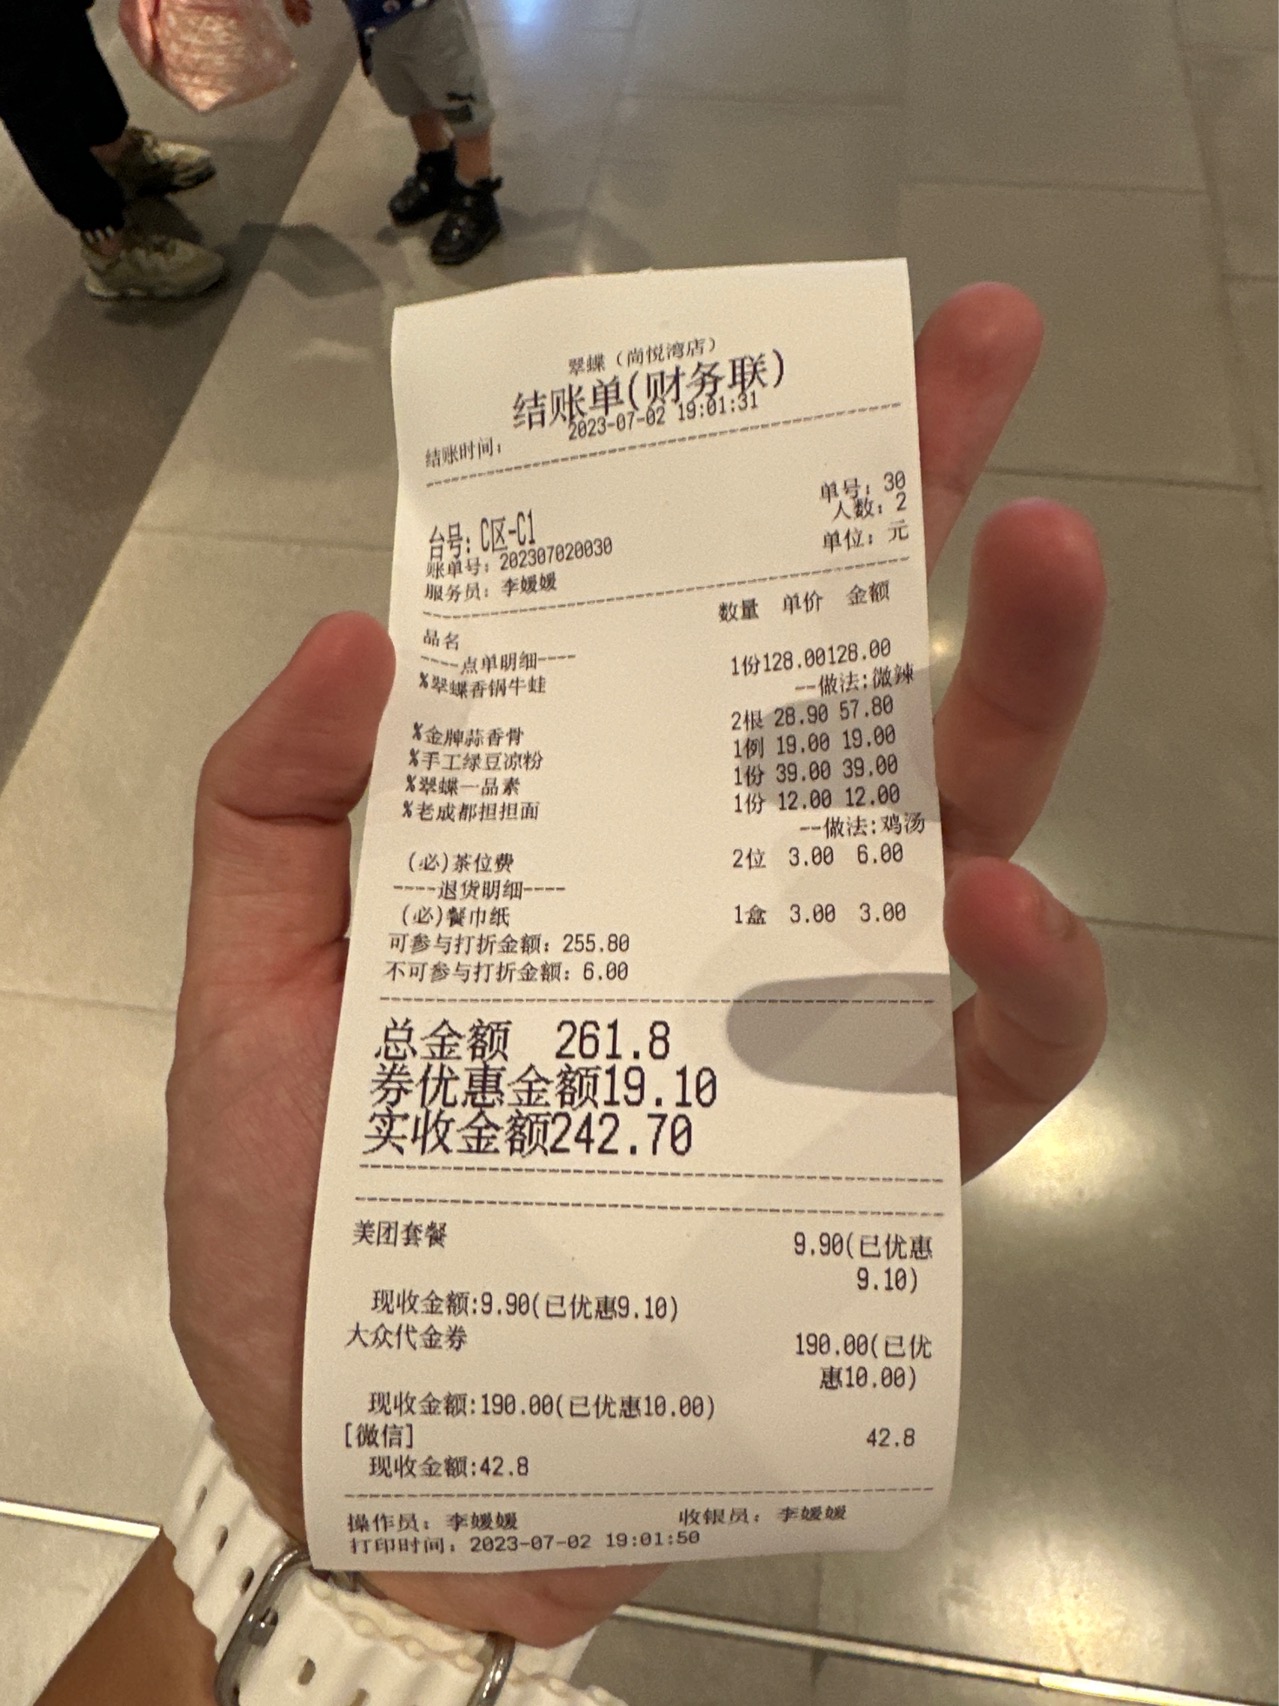 翠蝶（尚悦湾店）
结账单(财务联)
结账时间： 2023-07-02 19:01:31
单号：30
台号：C区-C1 人数：2
账单号：202307020030 单位：元
服务员：李媛媛
品名 数量 单价 金额
----点单明细----
%翠蝶香锅牛蛙 1份128.00128.00
--做法:微辣
%金牌蒜香骨 2根 28.90 57.80
%手工绿豆凉粉 1例 19.00 19.00
%翠蝶一品素 1份 39.00 39.00
%老成都担担面 1份 12.00 12.00
--做法:鸡汤
(必)茶位费 2位 3.00 6.00
----退货明细----
(必)餐巾纸 1盒 3.00 3.00
可参与打折金额：255.80
不可参与打折金额：6.00
总金额 261.8
券优惠金额19.10
实收金额242.70
美团套餐 9.90(已优惠
9.10)
现收金额:9.90(已优惠9.10)
大众代金券 190.00(已优
惠10.00)
现收金额:190.00(已优惠10.00)
[微信] 42.8
现收金额:42.8
操作员：李媛媛 收银员：李媛媛
打印时间：2023-07-02 19:01:50